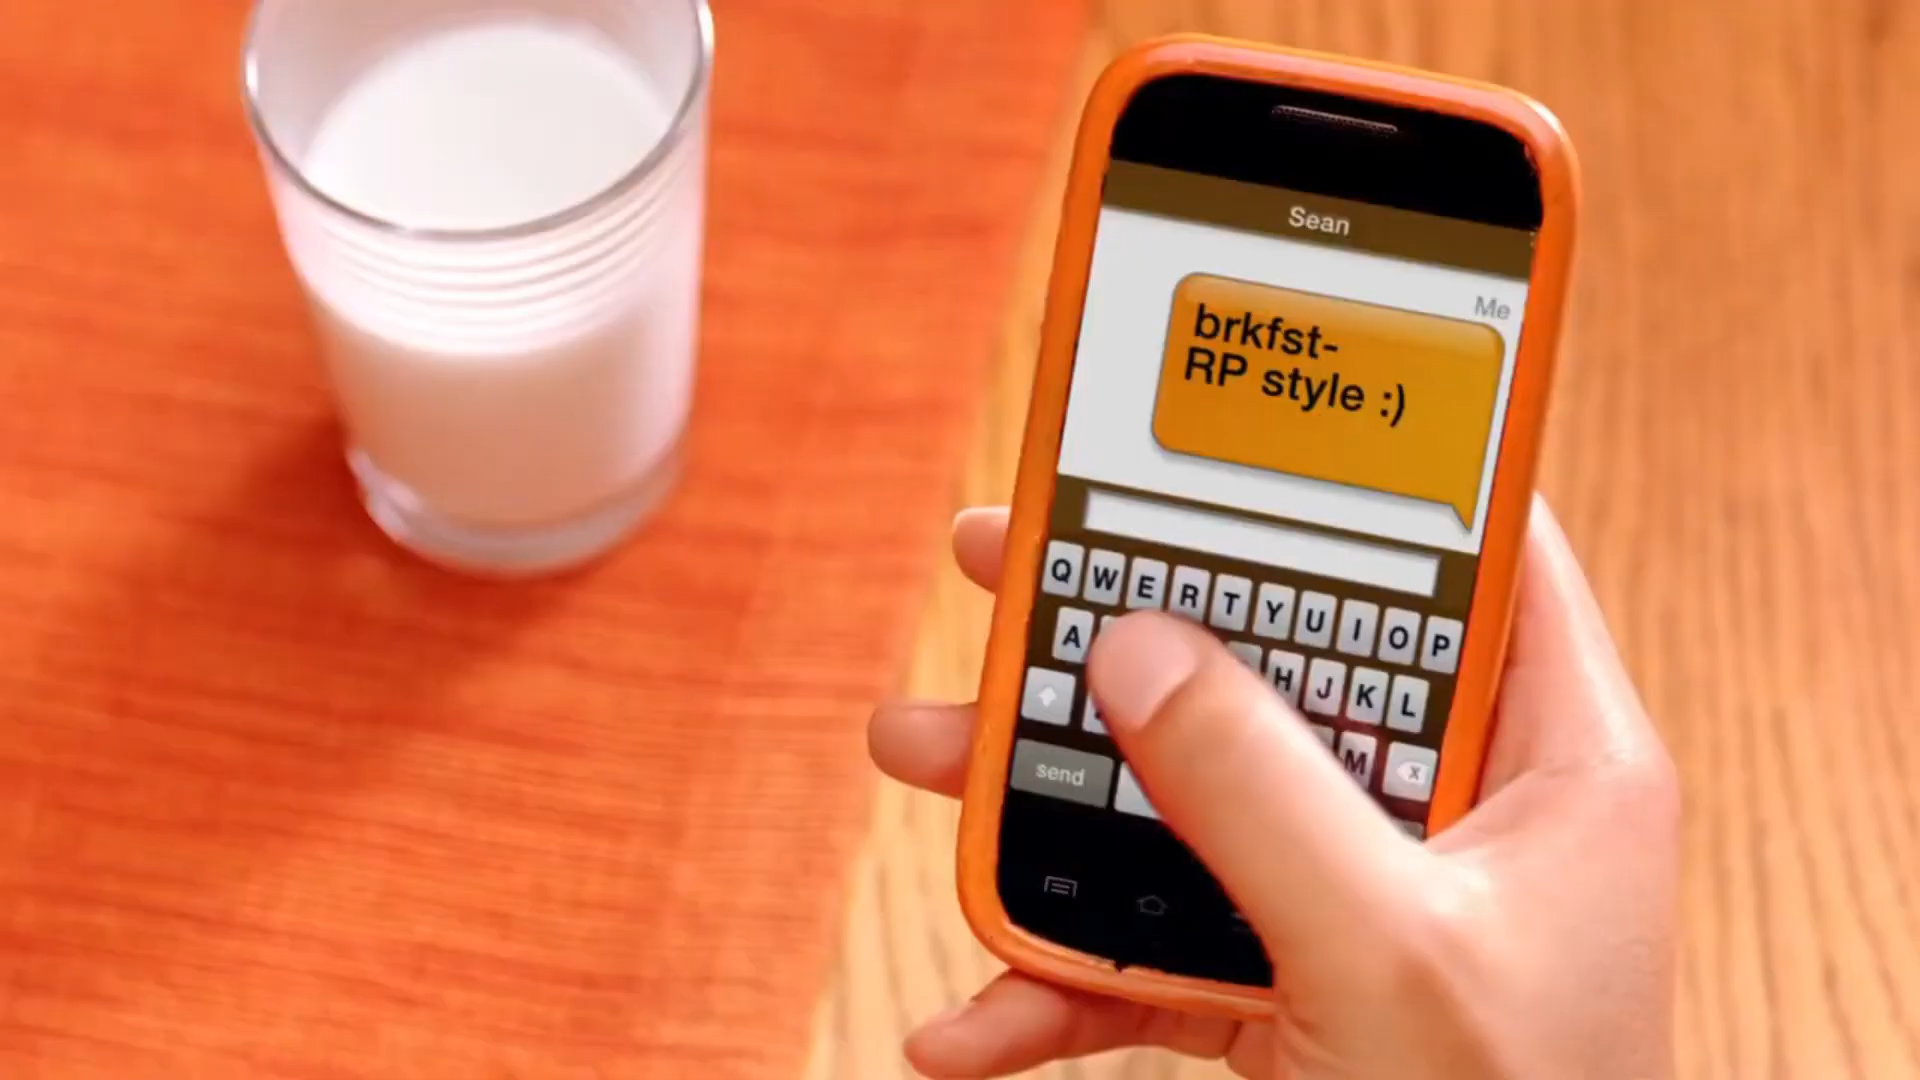 Sean
Me
brkfst-
RP style :)
Q W E R T Y U I O P
A H J K L
M
send